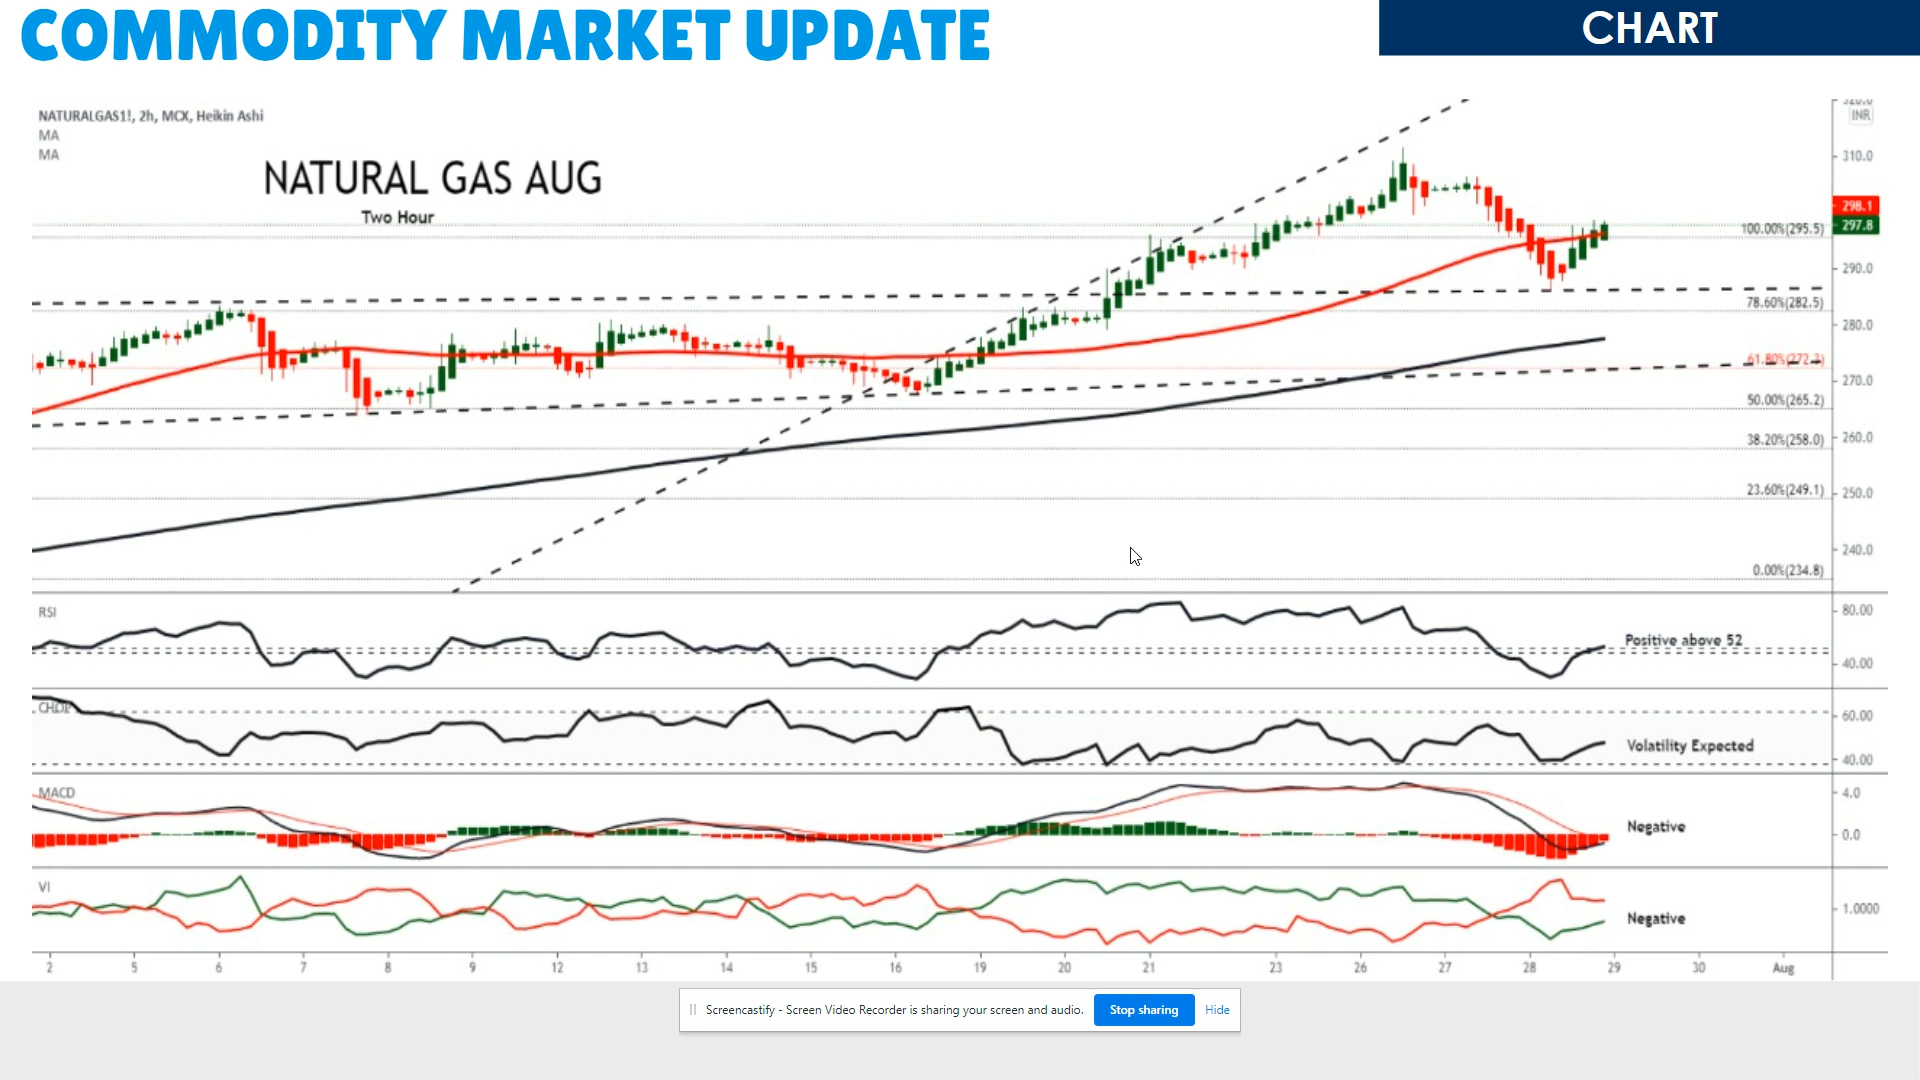 COMMODITY MARKET UPDATE
CHART
NATURALGAS1!, 2h, MCX, Heikin Ashi
MA
MA
NATURAL GAS AUG
Two Hour
INR
310.0
298.1
297.8
100.00%(295.5)
290.0
78.60%(282.5)
280.0
61.80%(272.3)
270.0
50.00%(265.2)
260.0
38.20%(258.0)
250.0
23.60%(249.1)
240.0
0.00%(234.8)
RSI
80.00
Positive above 52
40.00
CHOP
60.00
Volatility Expected
40.00
MACD
4.0
Negative
0.0
VI
1.0000
Negative
2 5 6 7 8 9 12 13 14 15 16 19 20 21 23 26 27 28 29 30 Aug
Screencastify - Screen Video Recorder is sharing your screen and audio. Stop sharing Hide